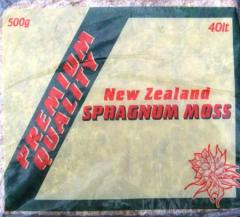 500g
40lt
PREMIUM
QUALITY
New Zealand
SPHAGNUM MOSS